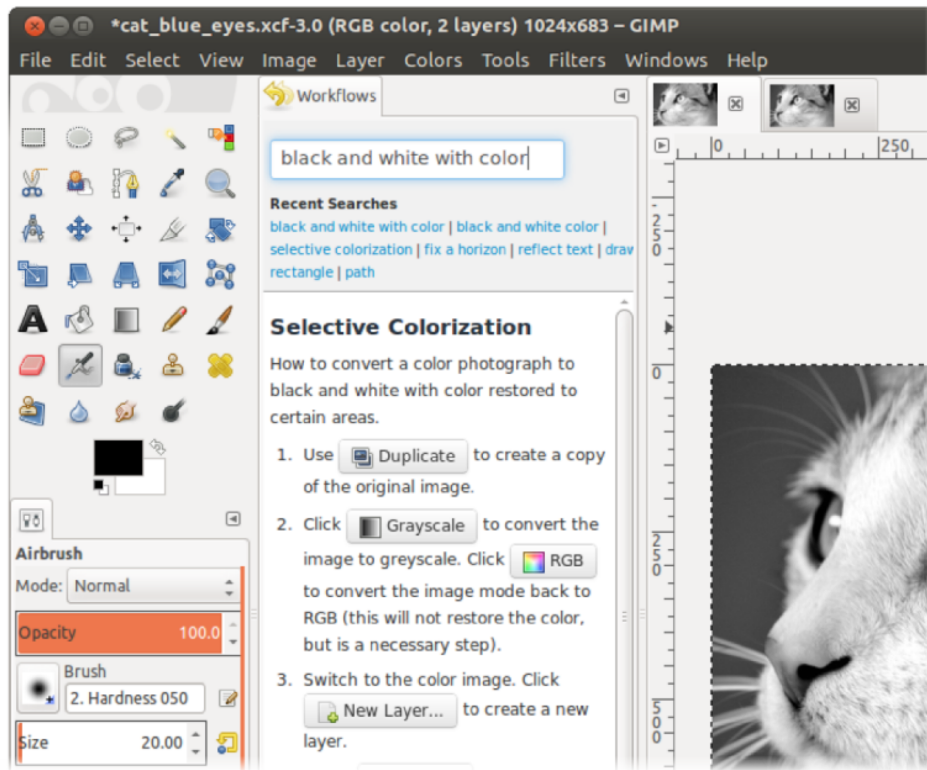 *cat_blue_eyes.xcf-3.0 (RGB color, 2 layers) 1024x683 – GIMP
File Edit Select View Image Layer Colors Tools Filters Windows Help
Workflows
black and white with color
Recent Searches
black and white with color | black and white color |
selective colorization | fix a horizon | reflect text | draw
rectangle | path
Selective Colorization
How to convert a color photograph to
black and white with color restored to
certain areas.
1. Use Duplicate to create a copy
of the original image.
2. Click Grayscale to convert the
image to greyscale. Click RGB
to convert the image mode back to
RGB (this will not restore the color,
but is a necessary step).
3. Switch to the color image. Click
New Layer... to create a new
layer.
Airbrush
Mode: Normal
Opacity 100.0
Brush
2. Hardness 050
Size 20.00
0 250
-250
0
250
500